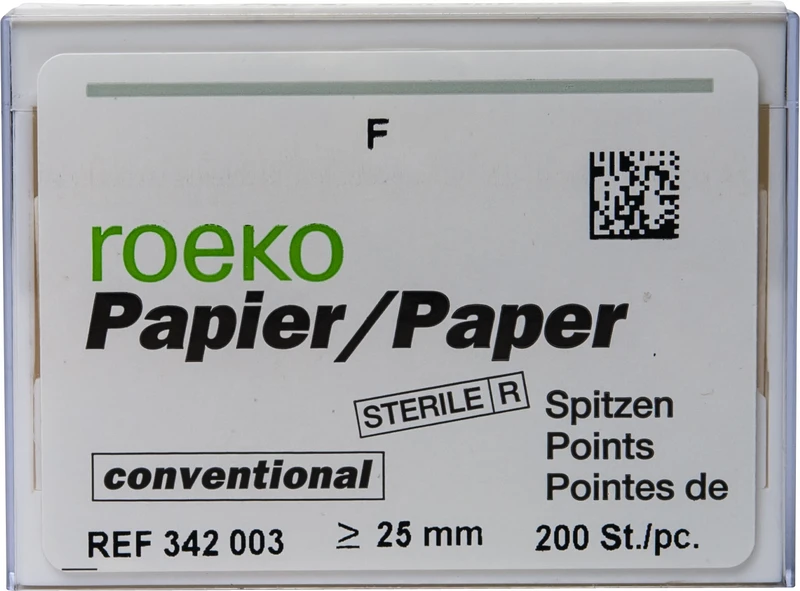 F
roeko
Papier/Paper
STERILE R
Spitzen
Points
conventional
Pointes de
REF 342 003 ≥ 25 mm 200 St./pc.